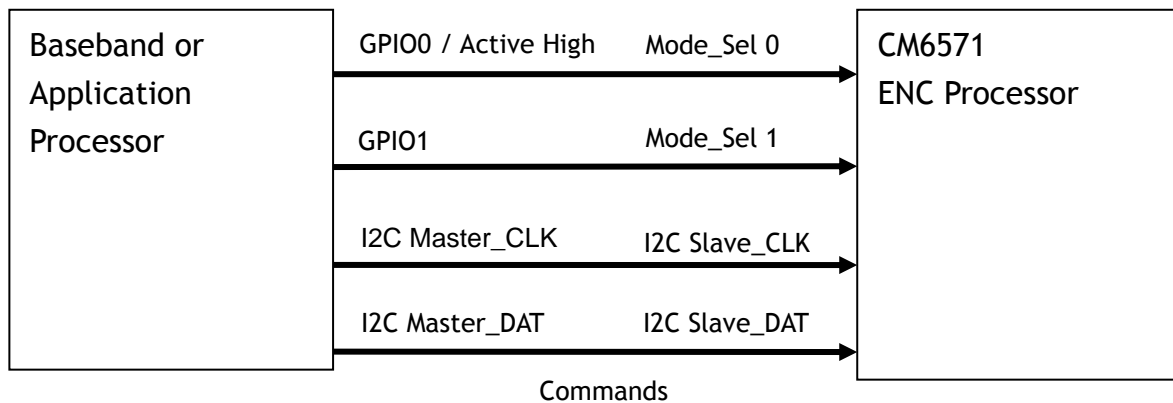 Baseband or
Application
Processor
GPIO0 / Active High
Mode_Sel 0
GPIO1
Mode_Sel 1
I2C Master_CLK
I2C Slave_CLK
I2C Master_DAT
I2C Slave_DAT
Commands
CM6571
ENC Processor